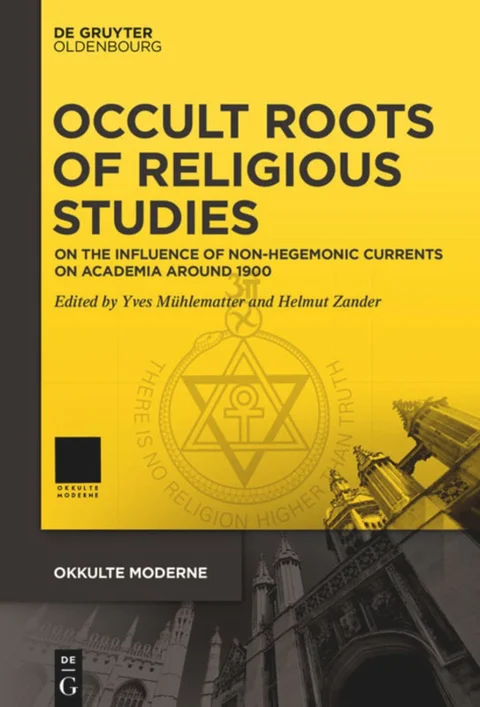 DE GRUYTER
OLDENBOURG
OCCULT ROOTS
OF RELIGIOUS
STUDIES
ON THE INFLUENCE OF NON-HEGEMONIC CURRENTS
ON ACADEMIA AROUND 1900
Edited by Yves Mühlematter and Helmut Zander
THERE IS NO RELIGION HIGHER THAN TRUTH
OKKULTE
MODERNE
OKKULTE MODERNE
DE
G